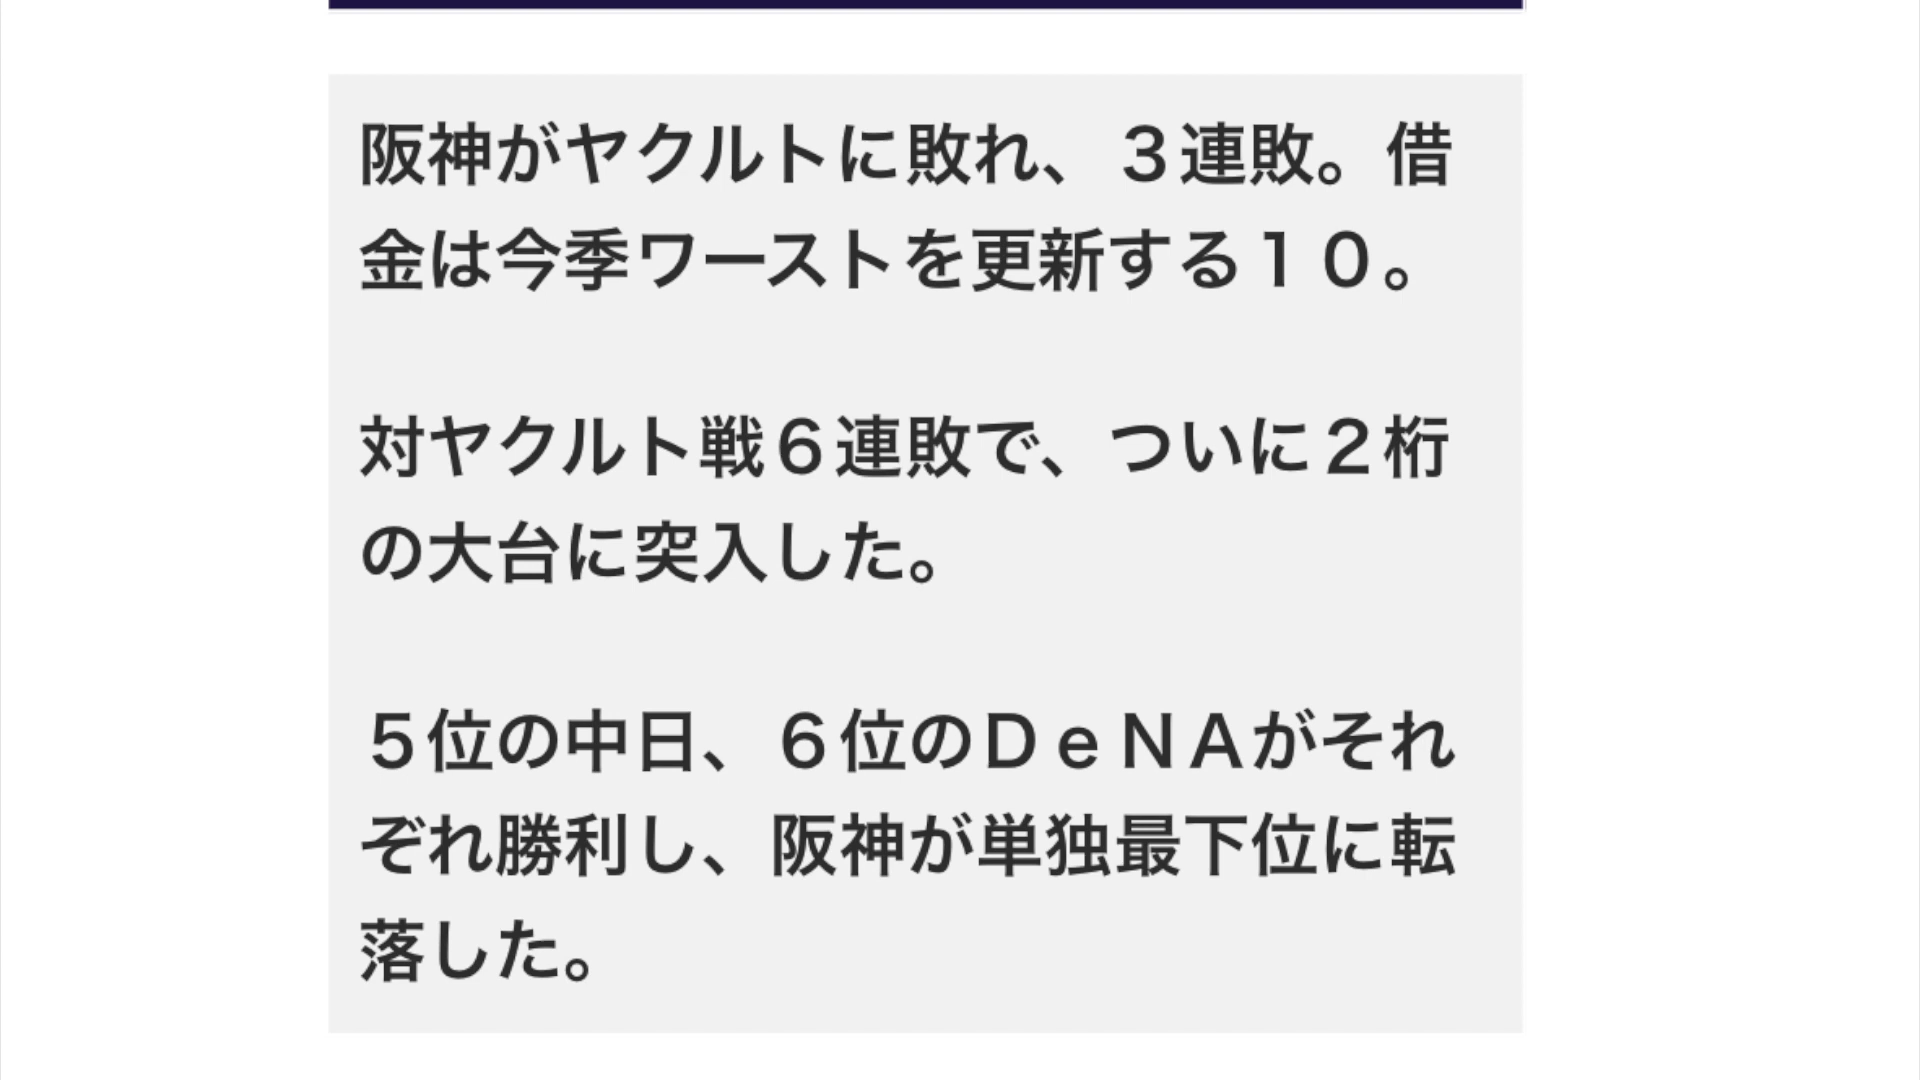 阪神がヤクルトに敗れ、３連敗。借
金は今季ワーストを更新する１０。
対ヤクルト戦６連敗で、ついに２桁
の大台に突入した。
５位の中日、６位のＤｅＮＡがそれ
ぞれ勝利し、阪神が単独最下位に転
落した。